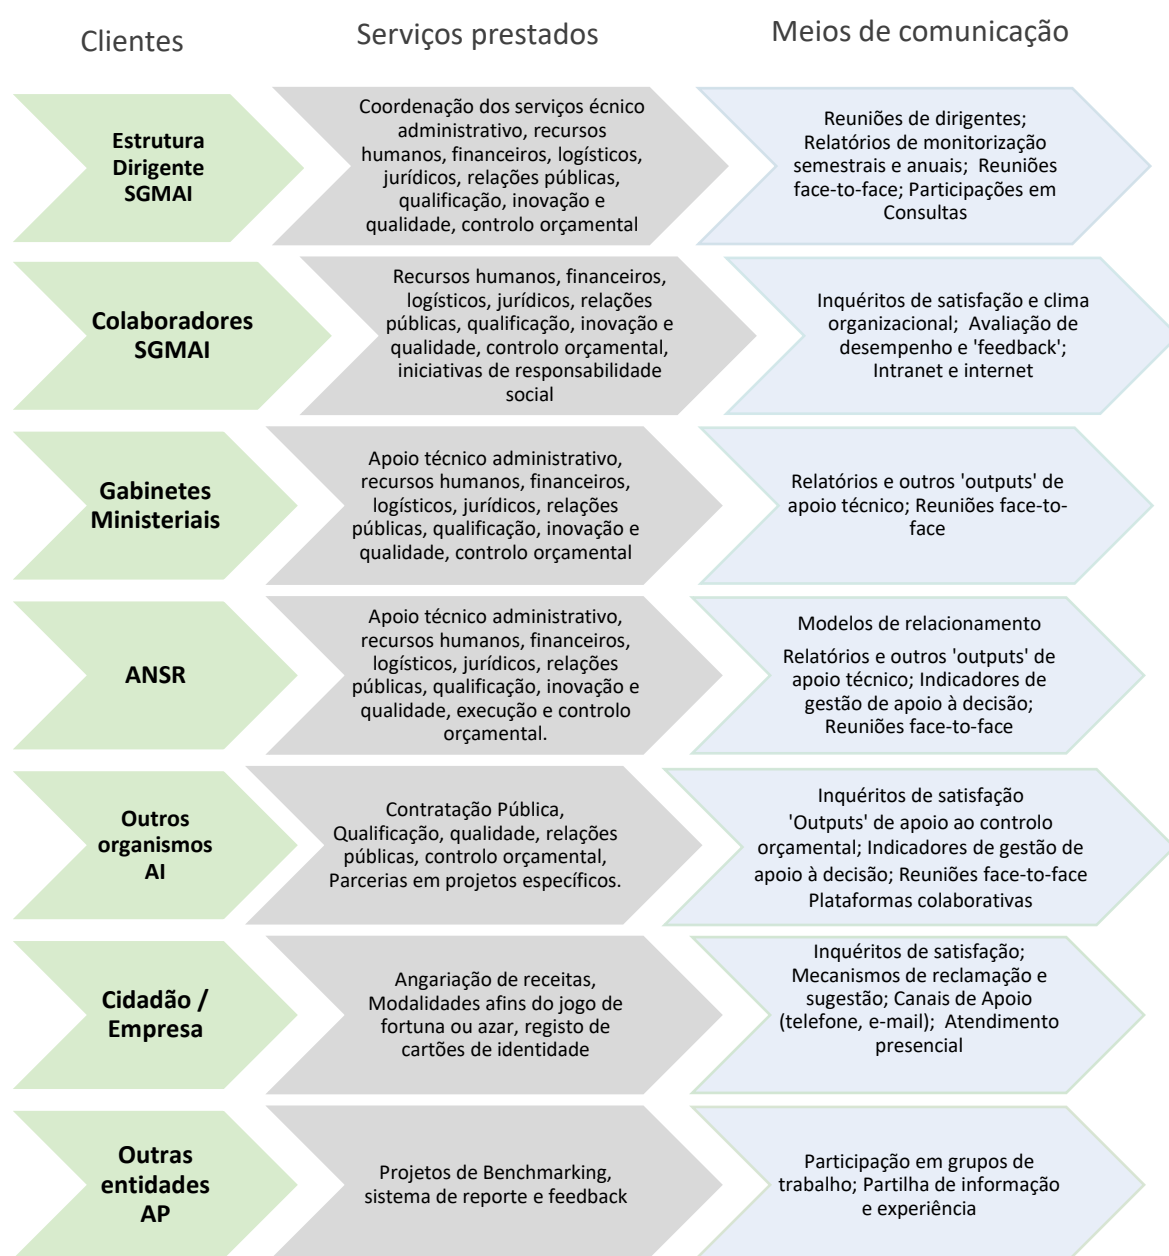 Clientes
Serviços prestados
Meios de comunicação
Estrutura
Dirigente
SGMAI
Coordenação dos serviços écnico
administrativo, recursos
humanos, financeiros, logísticos,
jurídicos, relações públicas,
qualificação, inovação e
qualidade, controlo orçamental
Reuniões de dirigentes;
Relatórios de monitorização
semestrais e anuais;  Reuniões
face-to-face; Participações em
Consultas
Colaboradores
SGMAI
Recursos humanos, financeiros,
logísticos, jurídicos, relações
públicas, qualificação, inovação e
qualidade, controlo orçamental,
iniciativas de responsabilidade
social
Inquéritos de satisfação e clima
organizacional;  Avaliação de
desempenho e 'feedback';
Intranet e internet
Gabinetes
Ministeriais
Apoio técnico administrativo,
recursos humanos, financeiros,
logísticos, jurídicos, relações
públicas, qualificação, inovação e
qualidade, controlo orçamental
Relatórios e outros 'outputs' de
apoio técnico; Reuniões face-to-
face
ANSR
Apoio técnico administrativo,
recursos humanos, financeiros,
logísticos, jurídicos, relações
públicas, qualificação, inovação e
qualidade, execução e controlo
orçamental.
Modelos de relacionamento
Relatórios e outros 'outputs' de
apoio técnico; Indicadores de
gestão de apoio à decisão;
Reuniões face-to-face
Outros
organismos
AI
Contratação Pública,
Qualificação, qualidade, relações
públicas, controlo orçamental,
Parcerias em projetos específicos.
Inquéritos de satisfação
'Outputs' de apoio ao controlo
orçamental; Indicadores de gestão de
apoio à decisão; Reuniões face-to-face
Plataformas colaborativas
Cidadão /
Empresa
Angariação de receitas,
Modalidades afins do jogo de
fortuna ou azar, registo de
cartões de identidade
Inquéritos de satisfação;
Mecanismos de reclamação e
sugestão; Canais de Apoio
(telefone, e-mail);  Atendimento
presencial
Outras
entidades
AP
Projetos de Benchmarking,
sistema de reporte e feedback
Participação em grupos de
trabalho; Partilha de informação
e experiência